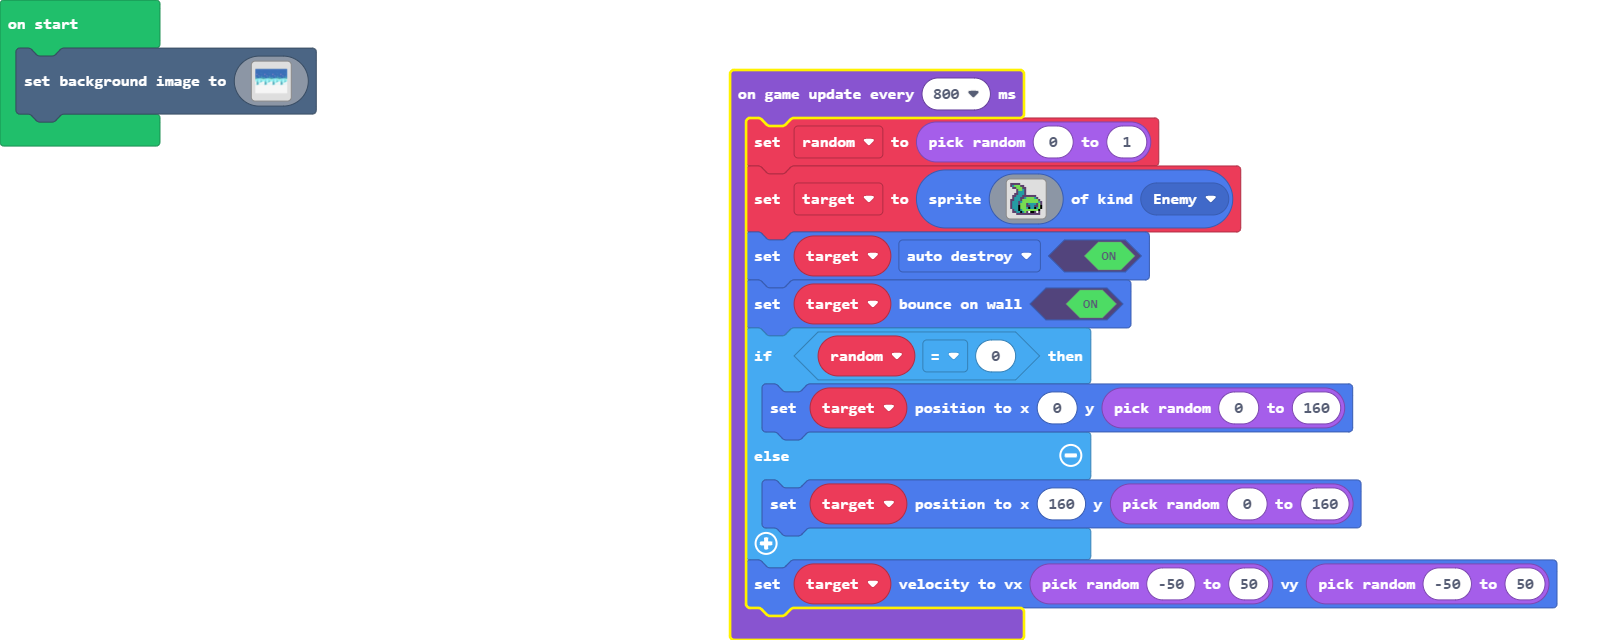 on start
set background image to
on game update every 800 ms
set random to pick random 0 to 1
set target to sprite of kind Enemy
set target auto destroy ON
set target bounce on wall ON
if random = 0 then
set target position to x 0 y pick random 0 to 160
else
set target position to x 160 y pick random 0 to 160
set target velocity to vx pick random -50 to 50 vy pick random -50 to 50